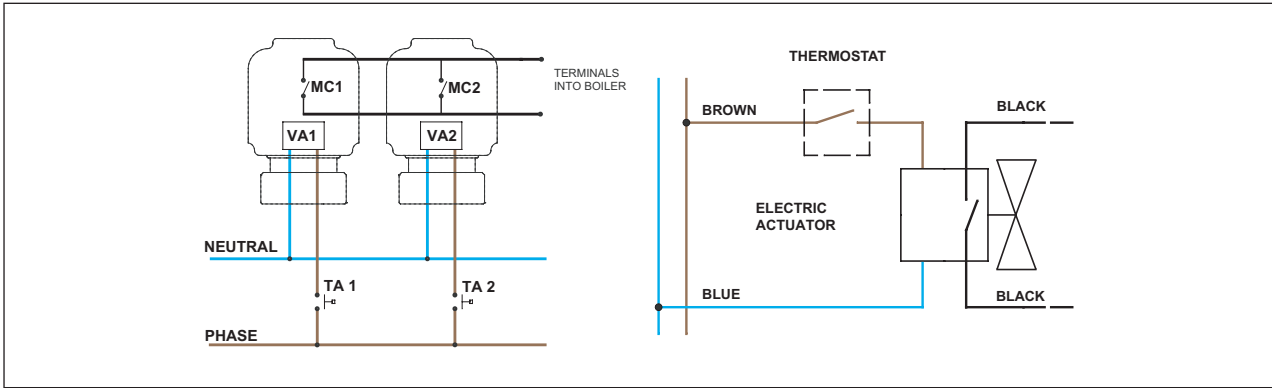 MC1
MC2
TERMINALS
INTO BOILER
VA1
VA2
NEUTRAL
TA 1
TA 2
PHASE
THERMOSTAT
BROWN
BLACK
ELECTRIC
ACTUATOR
BLUE
BLACK